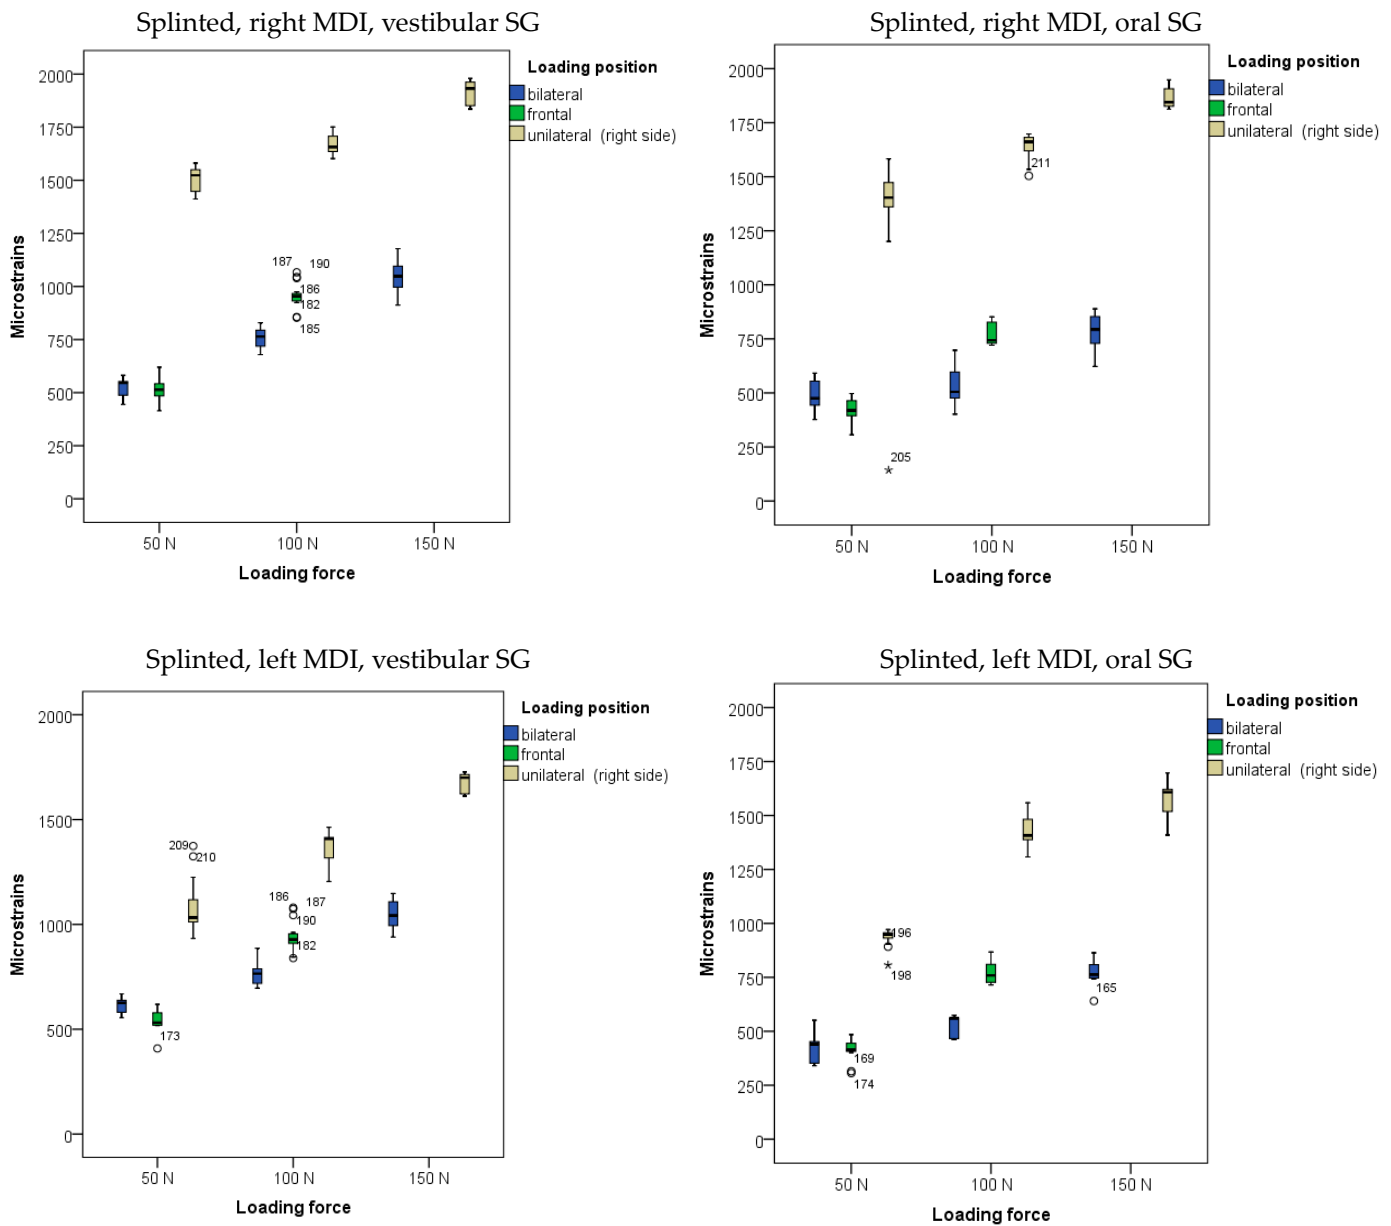 Splinted, right MDI, vestibular SG
2000
1750
1500
1250
1000
750
500
250
0
Microstrains
187 190
186
182
185
50 N 100 N 150 N
Loading force
Loading position
bilateral
frontal
unilateral (right side)
Splinted, right MDI, oral SG
2000
1750
1500
1250
1000
750
500
250
0
Microstrains
211
205
50 N 100 N 150 N
Loading force
Loading position
bilateral
frontal
unilateral (right side)
Splinted, left MDI, vestibular SG
2000
1500
1000
500
0
Microstrains
209
210
186 187
190
182
173
50 N 100 N 150 N
Loading force
Loading position
bilateral
frontal
unilateral (right side)
Splinted, left MDI, oral SG
2000
1750
1500
1250
1000
750
500
250
0
Microstrains
196
198
165
169
174
50 N 100 N 150 N
Loading force
Loading position
bilateral
frontal
unilateral (right side)